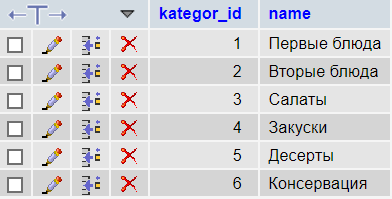 kategor_id name
1 Первые блюда
2 Вторые блюда
3 Салаты
4 Закуски
5 Десерты
6 Консервация